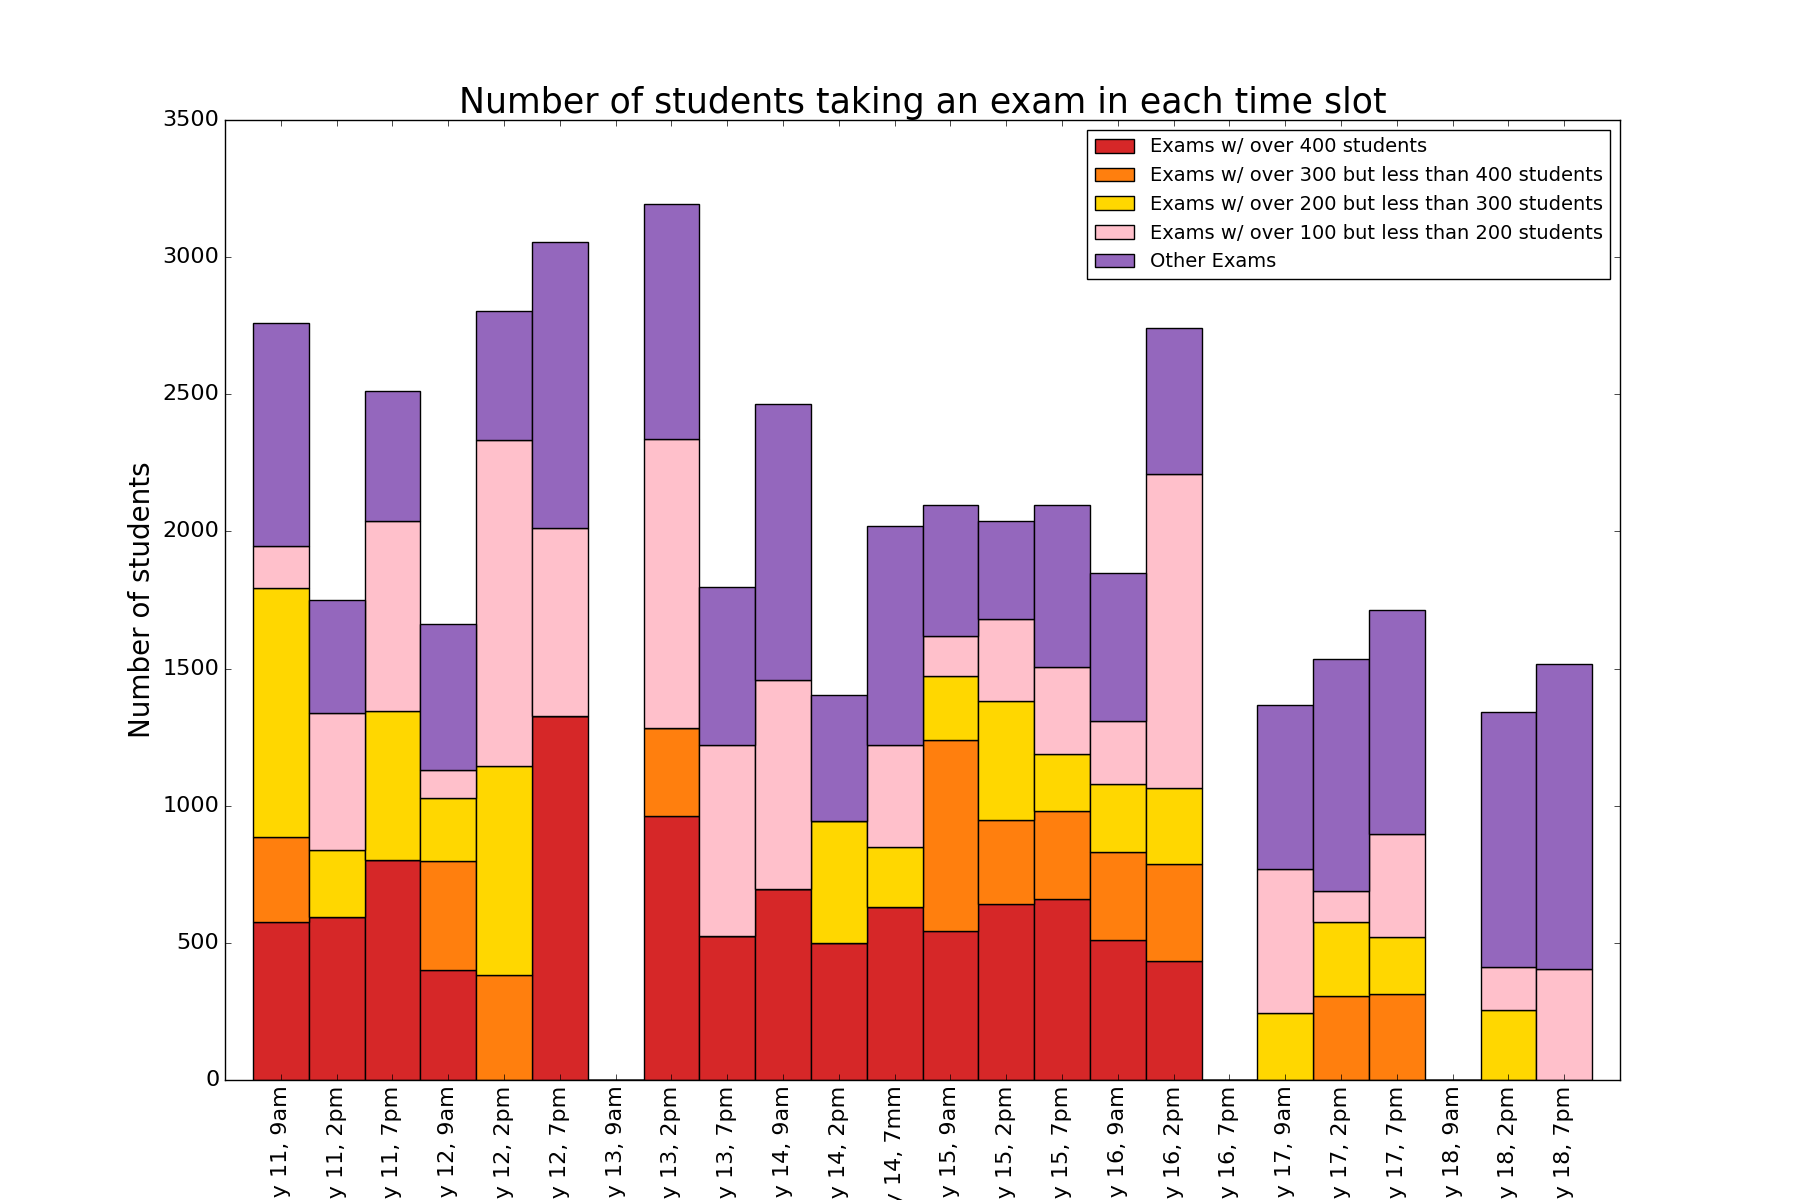 Number of students taking an exam in each time slot
Number of students
3500
3000
2500
2000
1500
1000
500
0
Exams w/ over 400 students
Exams w/ over 300 but less than 400 students
Exams w/ over 200 but less than 300 students
Exams w/ over 100 but less than 200 students
Other Exams
y 11, 9am
y 11, 2pm
y 11, 7pm
y 12, 9am
y 12, 2pm
y 12, 7pm
y 13, 9am
y 13, 2pm
y 13, 7pm
y 14, 9am
y 14, 2pm
y 14, 7mm
y 15, 9am
y 15, 2pm
y 15, 7pm
y 16, 9am
y 16, 2pm
y 16, 7pm
y 17, 9am
y 17, 2pm
y 17, 7pm
y 18, 9am
y 18, 2pm
y 18, 7pm